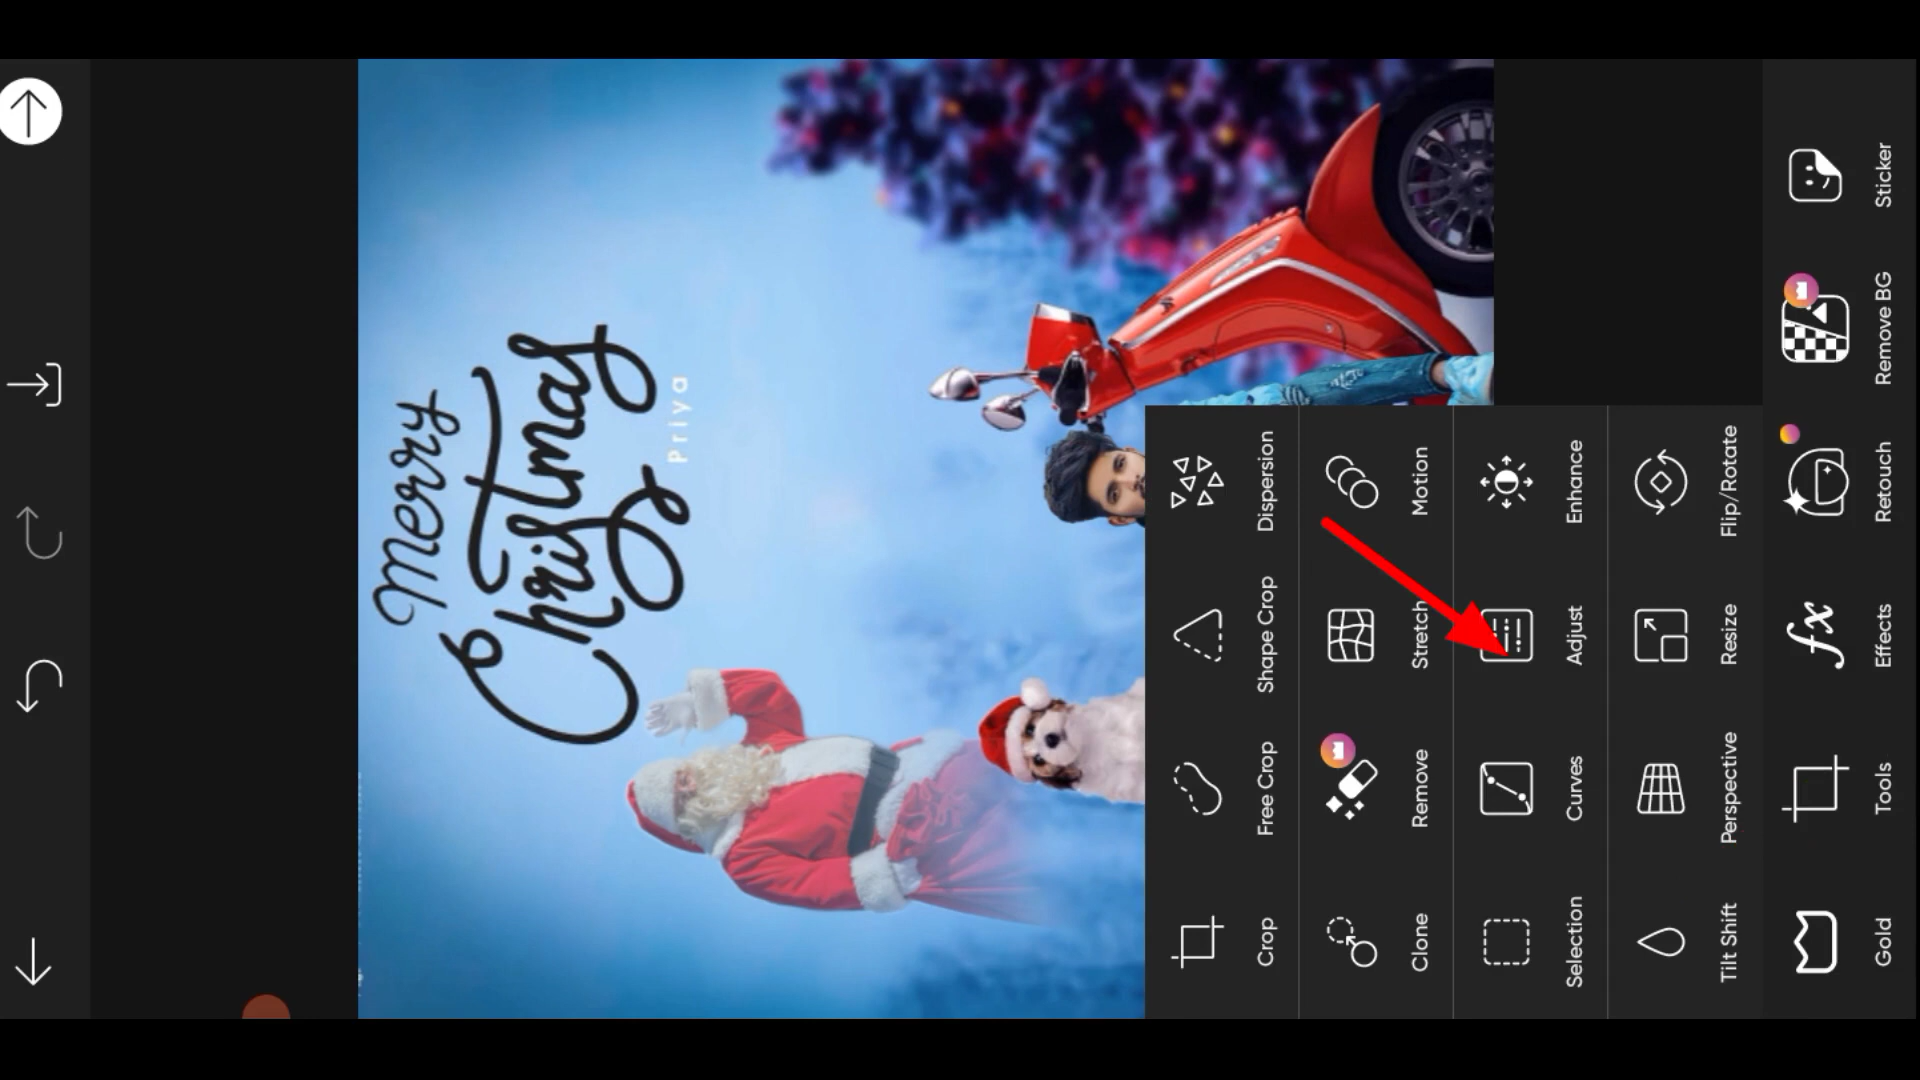 Merry
Christmas
Priya
Crop
Free Crop
Shape Crop
Dispersion
Clone
Remove
Stretch
Motion
Selection
Curves
Adjust
Enhance
Tilt Shift
Perspective
Resize
Flip/Rotate
Gold
Tools
Effects
Retouch
Remove BG
Sticker